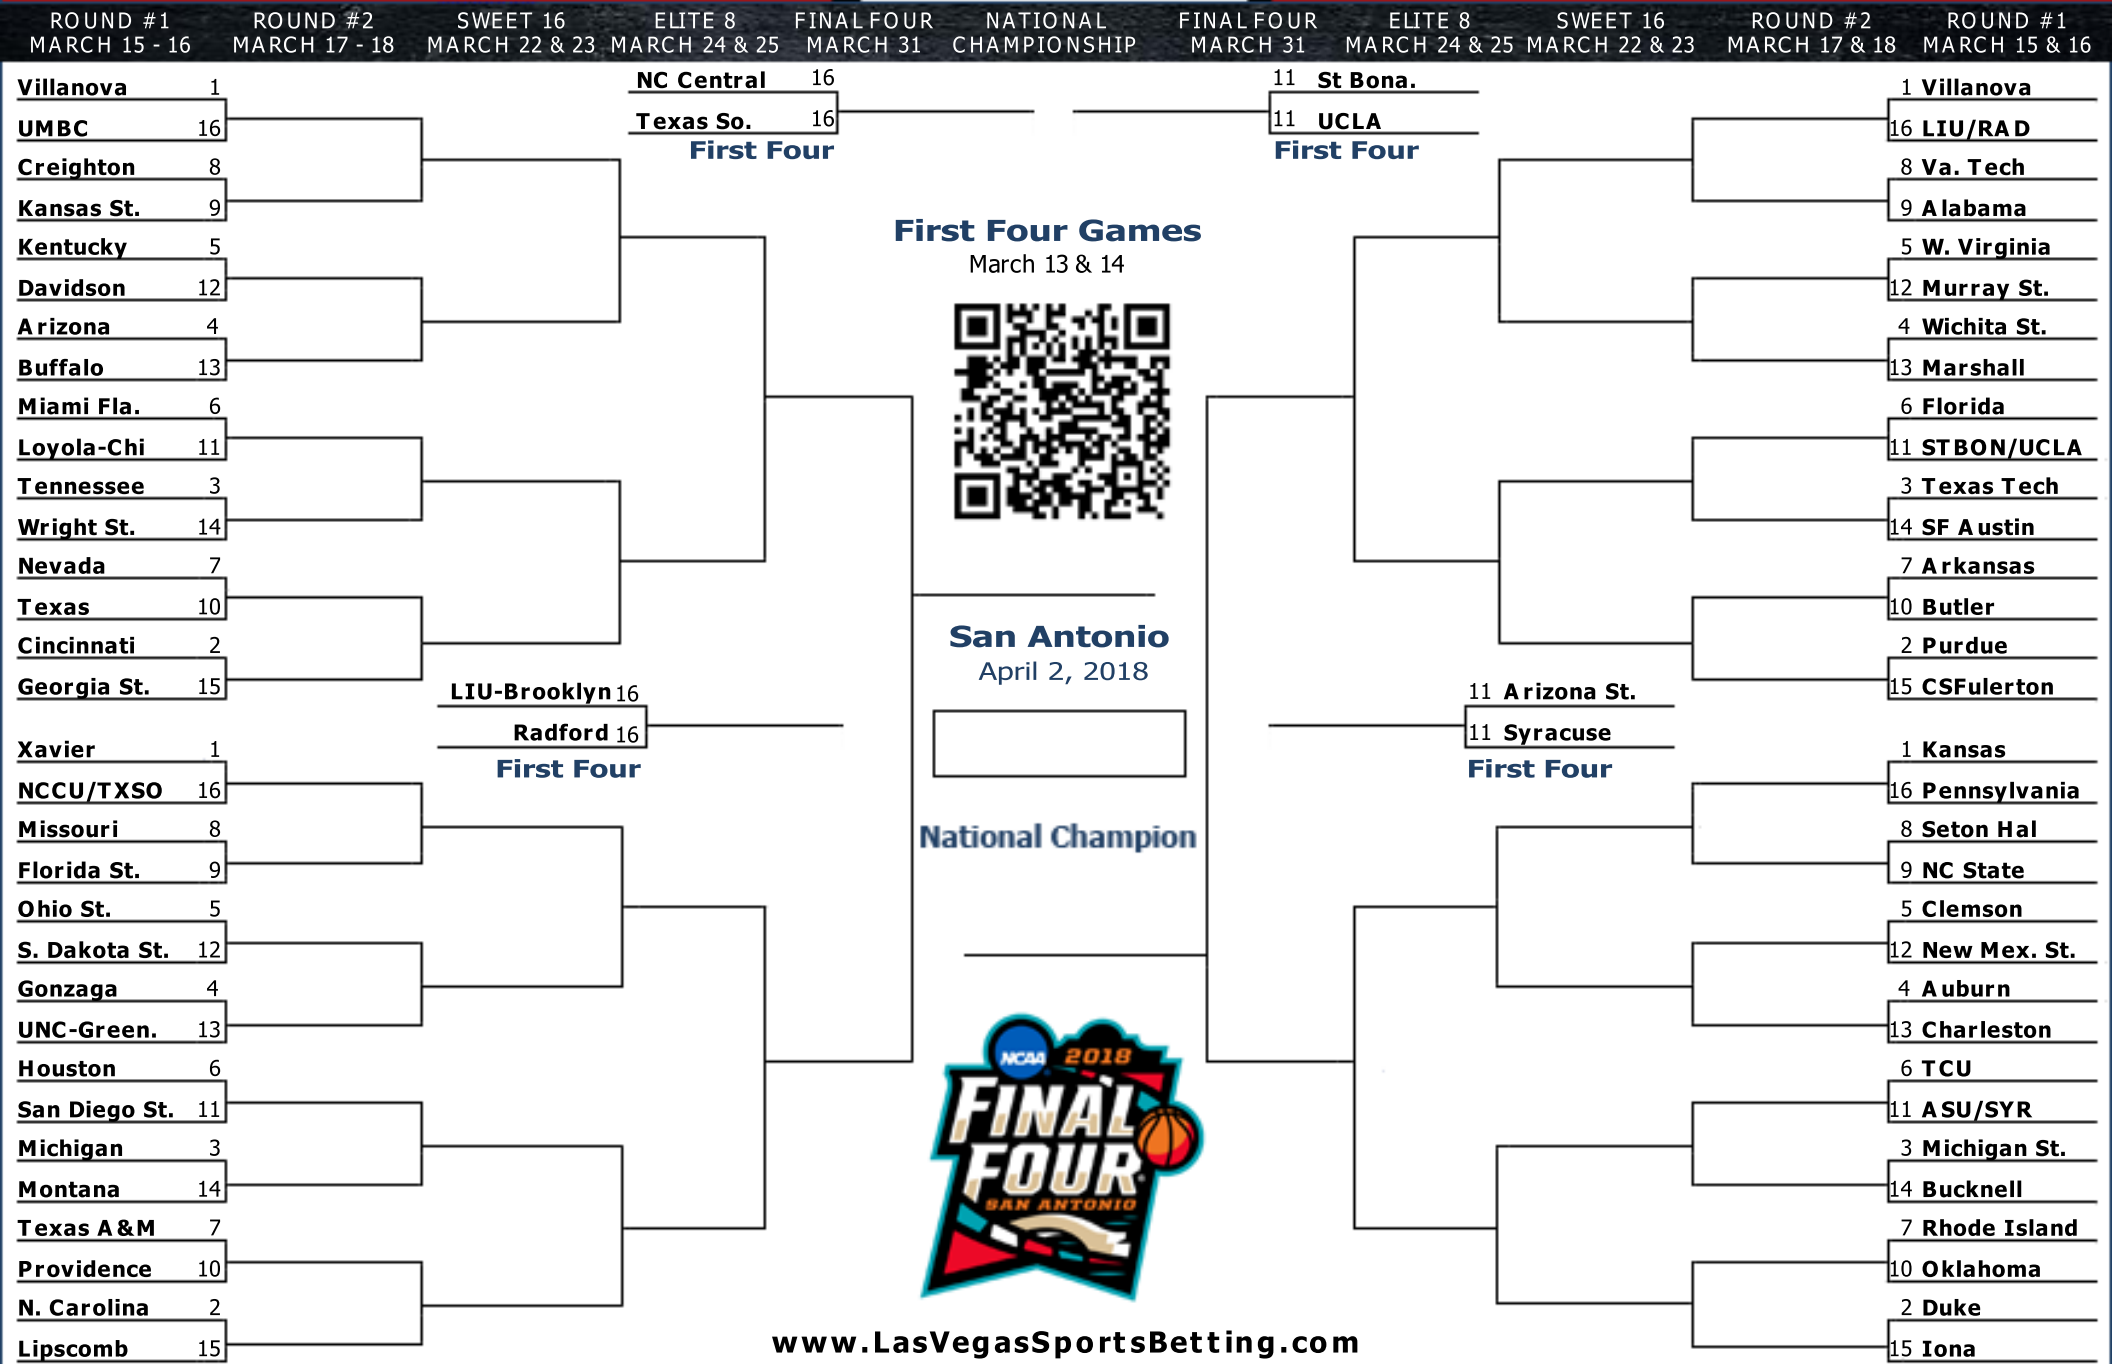 ROUND #1 ROUND #2 SWEET 16 ELITE 8 FINAL FOUR NATIONAL FINAL FOUR ELITE 8 SWEET 16 ROUND #2 ROUND #1
MARCH 15 - 16 MARCH 17 - 18 MARCH 22 & 23 MARCH 24 & 25 MARCH 31 CHAMPIONSHIP MARCH 31 MARCH 24 & 25 MARCH 22 & 23 MARCH 17 & 18 MARCH 15 & 16
Villanova 1
UMBC 16
Creighton 8
Kansas St. 9
Kentucky 5
Davidson 12
Arizona 4
Buffalo 13
Miami Fla. 6
Loyola-Chi 11
Tennessee 3
Wright St. 14
Nevada 7
Texas 10
Cincinnati 2
Georgia St. 15
Xavier 1
NCCU/TXSO 16
Missouri 8
Florida St. 9
Ohio St. 5
S. Dakota St. 12
Gonzaga 4
UNC-Green. 13
Houston 6
San Diego St. 11
Michigan 3
Montana 14
Texas A&M 7
Providence 10
N. Carolina 2
Lipscomb 15
NC Central 16
Texas So. 16
First Four
LIU-Brooklyn 16
Radford 16
First Four
First Four Games
March 13 & 14
San Antonio
April 2, 2018
National Champion
NCAA 2018
FINAL
FOUR
SAN ANTONIO
www.LasVegasSportsBetting.com
11 St Bona.
11 UCLA
First Four
11 Arizona St.
11 Syracuse
First Four
1 Villanova
16 LIU/RAD
8 Va. Tech
9 Alabama
5 W. Virginia
12 Murray St.
4 Wichita St.
13 Marshall
6 Florida
11 STBON/UCLA
3 Texas Tech
14 SF Austin
7 Arkansas
10 Butler
2 Purdue
15 CSFulerton
1 Kansas
16 Pennsylvania
8 Seton Hal
9 NC State
5 Clemson
12 New Mex. St.
4 Auburn
13 Charleston
6 TCU
11 ASU/SYR
3 Michigan St.
14 Bucknell
7 Rhode Island
10 Oklahoma
2 Duke
15 Iona